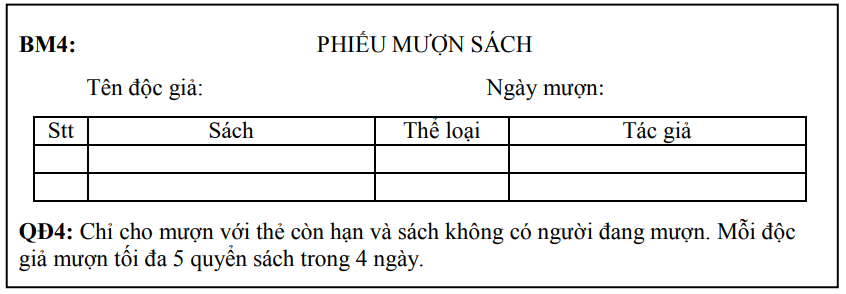 BM4: PHIẾU MƯỢN SÁCH
Tên độc giả: Ngày mượn:
Stt Sách Thể loại Tác giả
QĐ4: Chỉ cho mượn với thẻ còn hạn và sách không có người đang mượn. Mỗi độc
giả mượn tối đa 5 quyển sách trong 4 ngày.